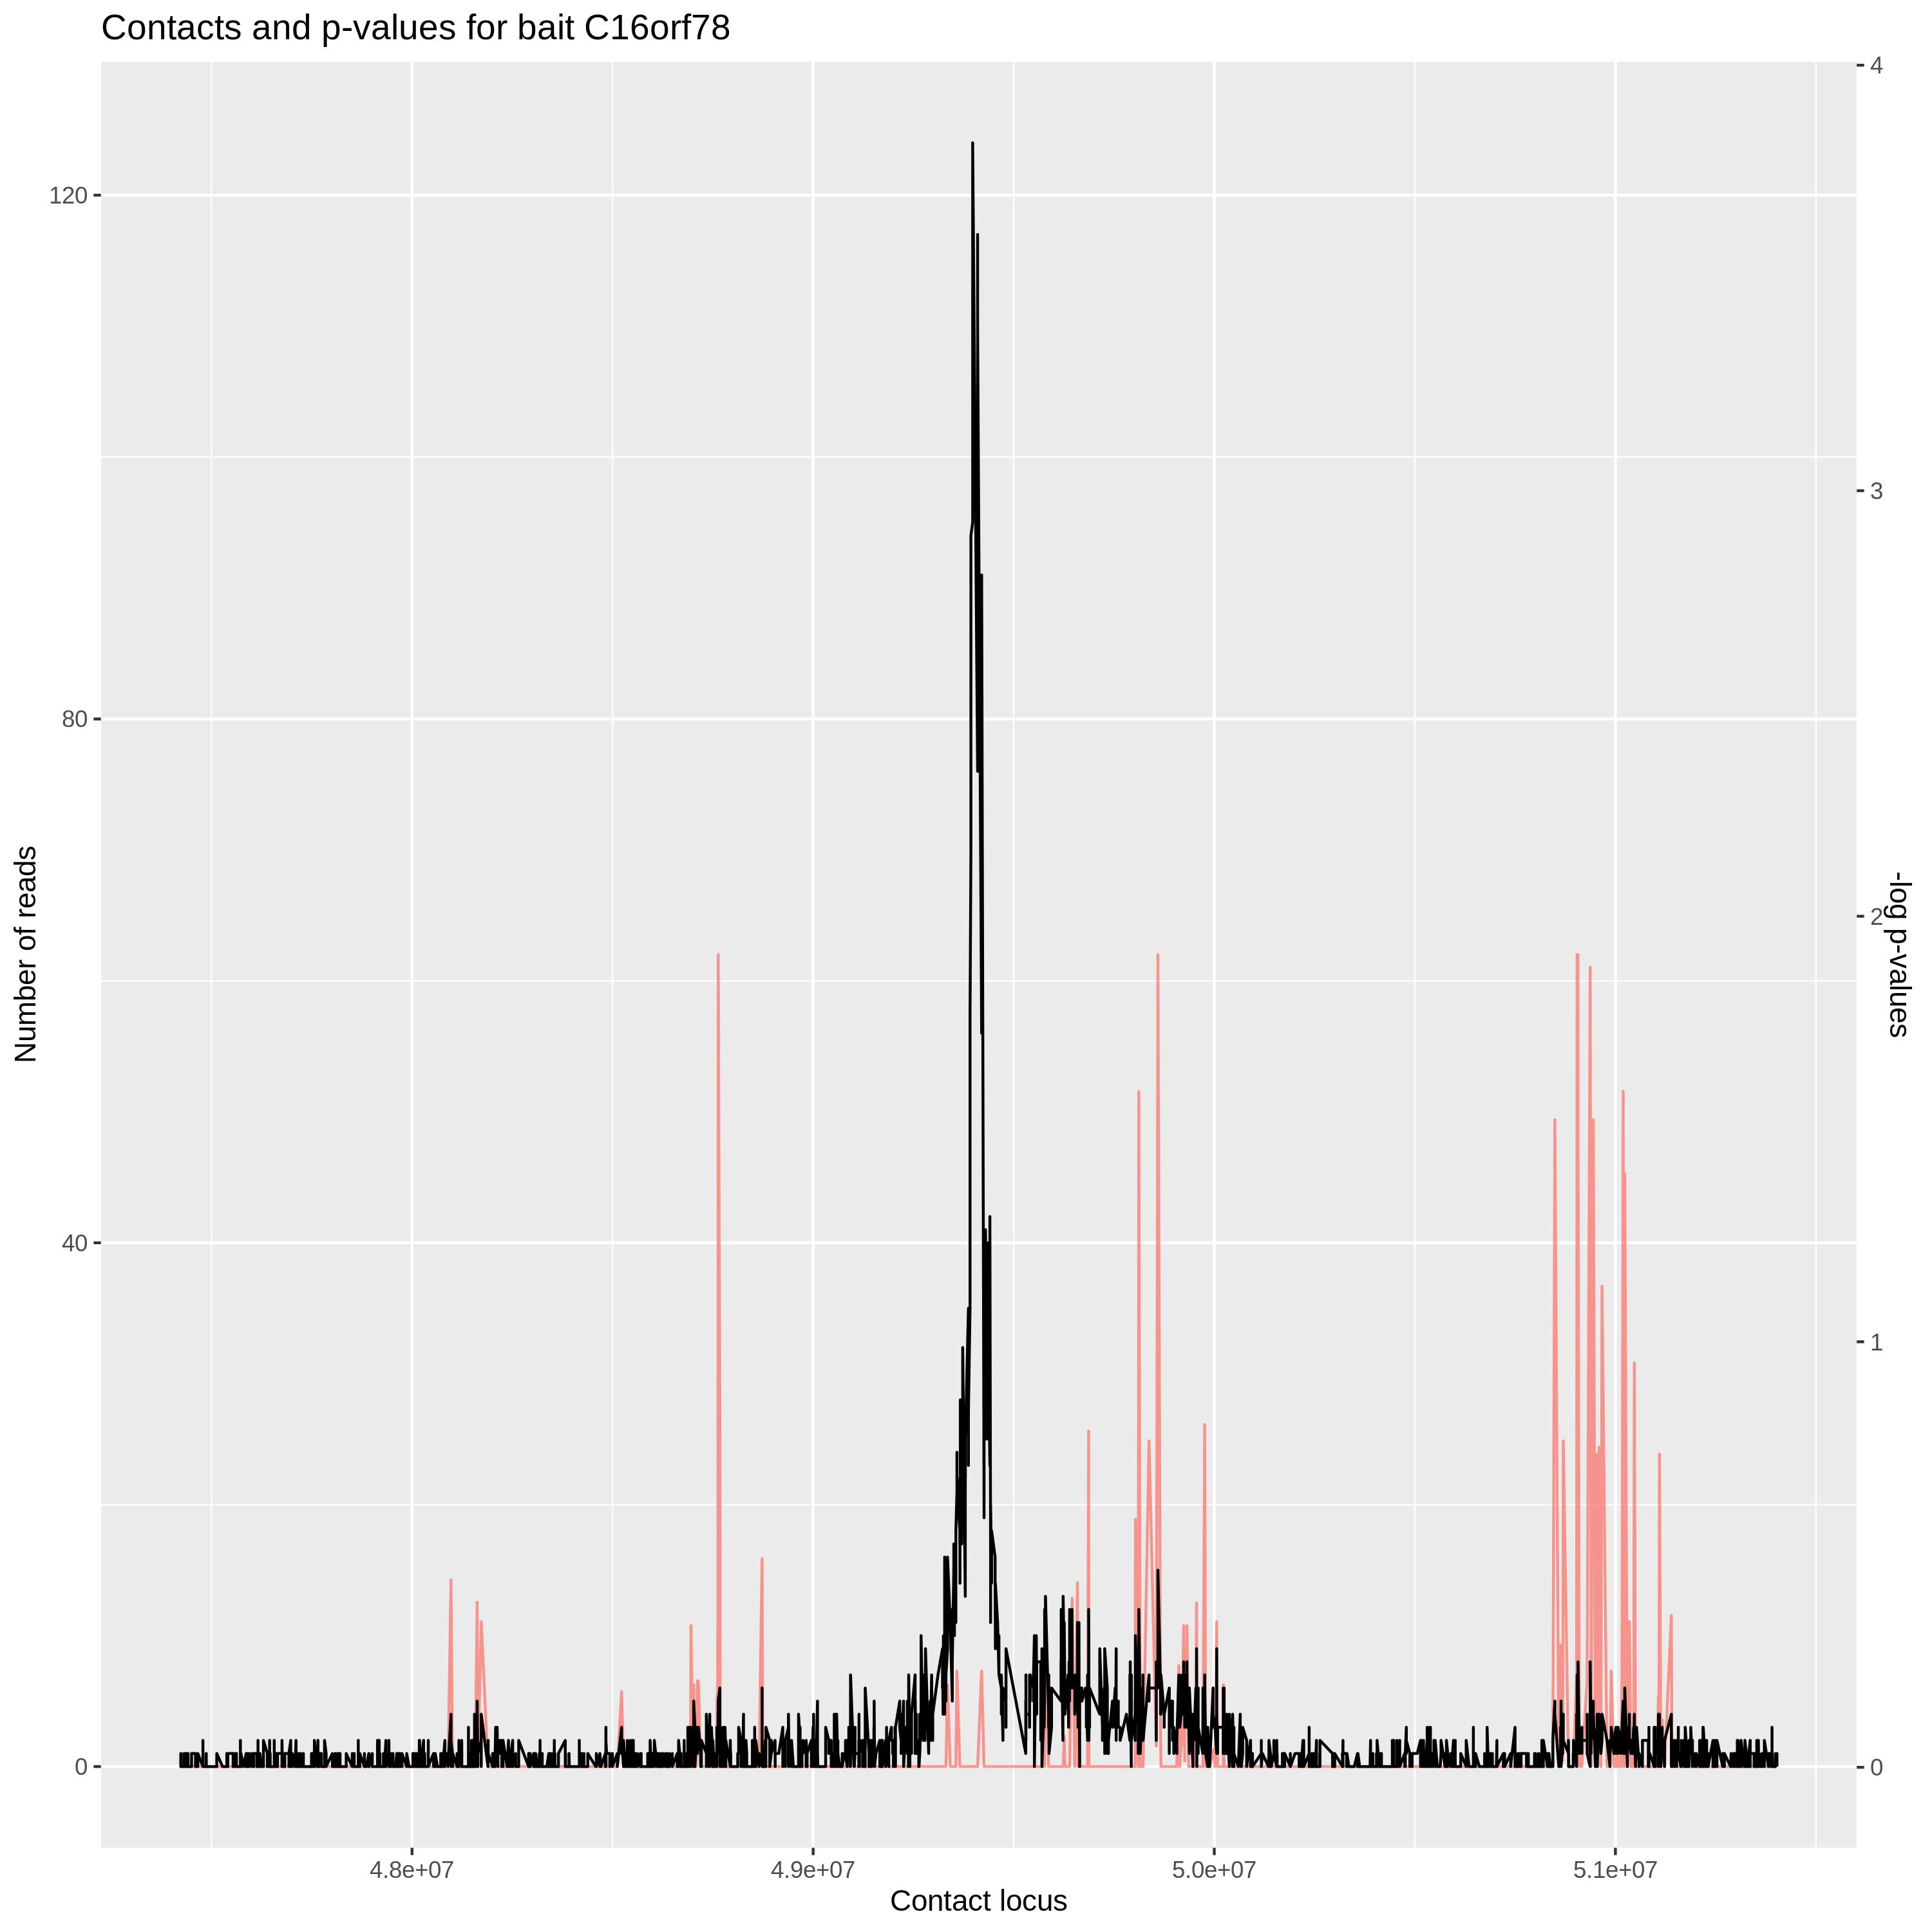 Contacts and p-values for bait C16orf78
4
120
3
80
2
-log p-values
Number of reads
40
1
0
0
4.8e+07
4.9e+07
5.0e+07
5.1e+07
Contact locus